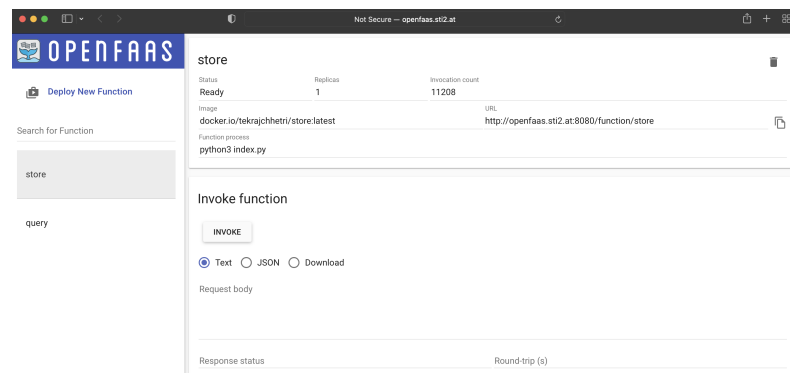 Not Secure — openfaas.sti2.at
OPENFAAS
Deploy New Function
Search for Function
store
query
store
Status Replicas Invocation count
Ready 1 11208
Image URL
docker.io/tekrajchhetri/store:latest http://openfaas.sti2.at:8080/function/store
Function process
python3 index.py
Invoke function
INVOKE
Text JSON Download
Request body
Response status Round-trip (s)